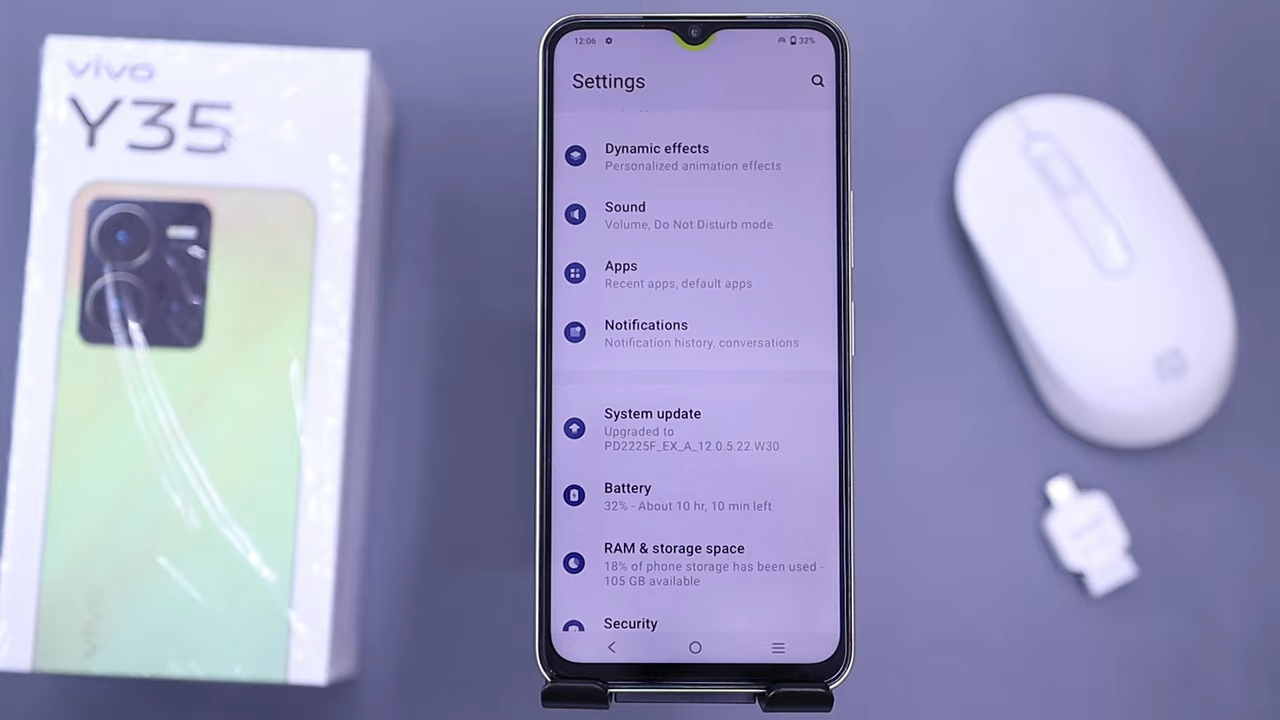 vivo
Y35
12:06
32%
Settings
Dynamic effects
Personalized animation effects
Sound
Volume, Do Not Disturb mode
Apps
Recent apps, default apps
Notifications
Notification history, conversations
System update
Upgraded to
PD2225F_EX_A_12.0.5.22.W30
Battery
32% - About 10 hr, 10 min left
RAM & storage space
18% of phone storage has been used -
105 GB available
Security
vivo